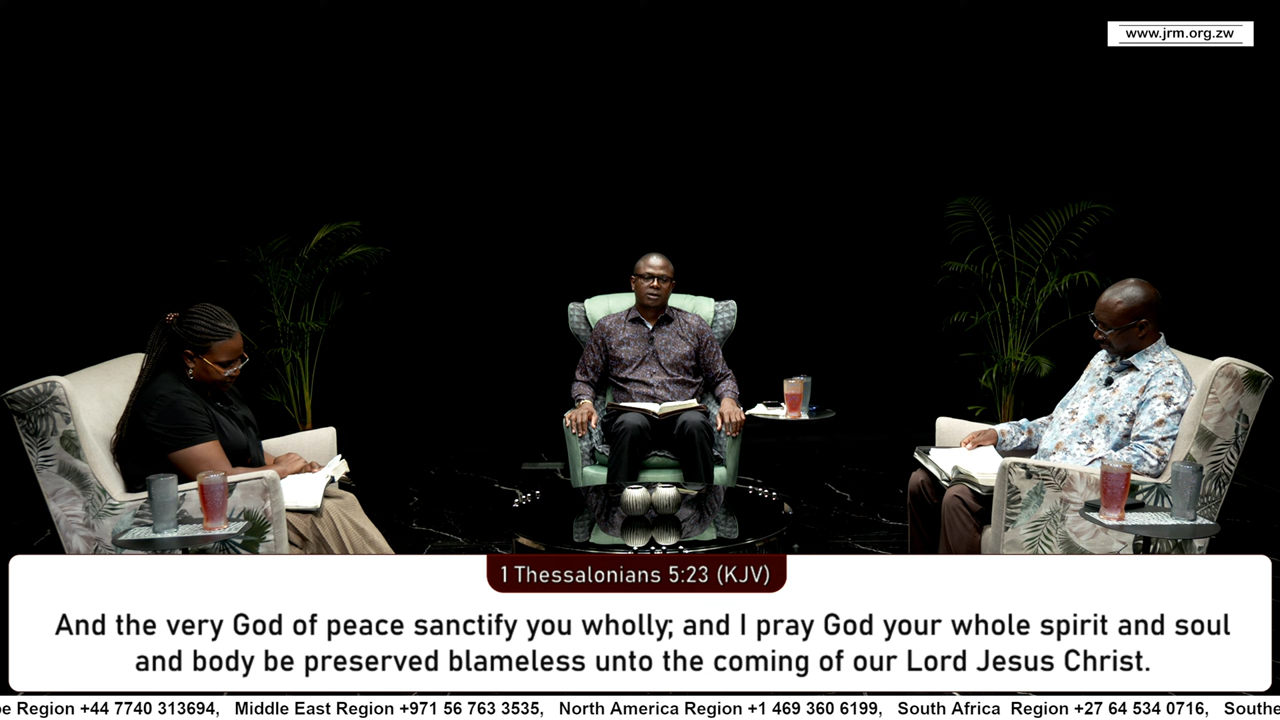 www.jrm.org.zw
1 Thessalonians 5:23 (KJV)
And the very God of peace sanctify you wholly; and I pray God your whole spirit and soul
and body be preserved blameless unto the coming of our Lord Jesus Christ.
Region +44 7740 313694, Middle East Region +971 56 763 3535, North America Region +1 469 360 6199, South Africa Region +27 64 534 0716,